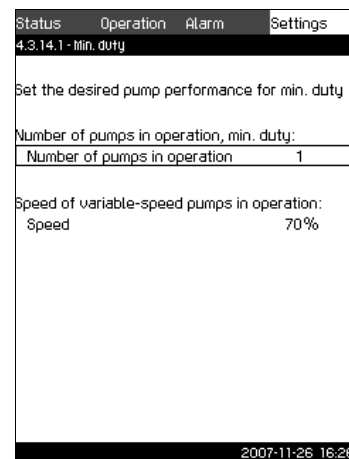 Status Operation Alarm Settings
4.3.14.1 - Min. duty
Set the desired pump performance for min. duty
Number of pumps in operation, min. duty:
Number of pumps in operation 1
Speed of variable-speed pumps in operation:
Speed 70%
2007-11-26 16:26